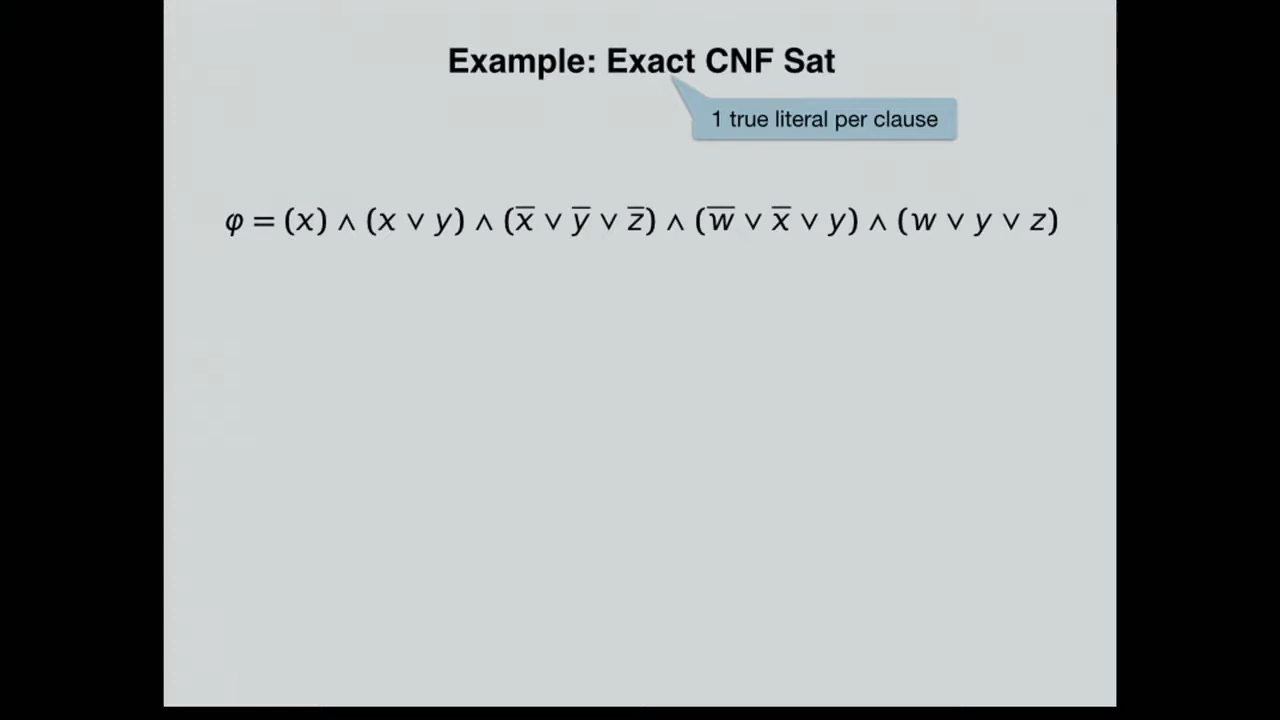 Example: Exact CNF Sat
1 true literal per clause
φ = (x) ∧ (x ∨ y) ∧ (x̅ ∨ y̅ ∨ z̅) ∧ (w̅ ∨ x̅ ∨ y) ∧ (w ∨ y ∨ z)